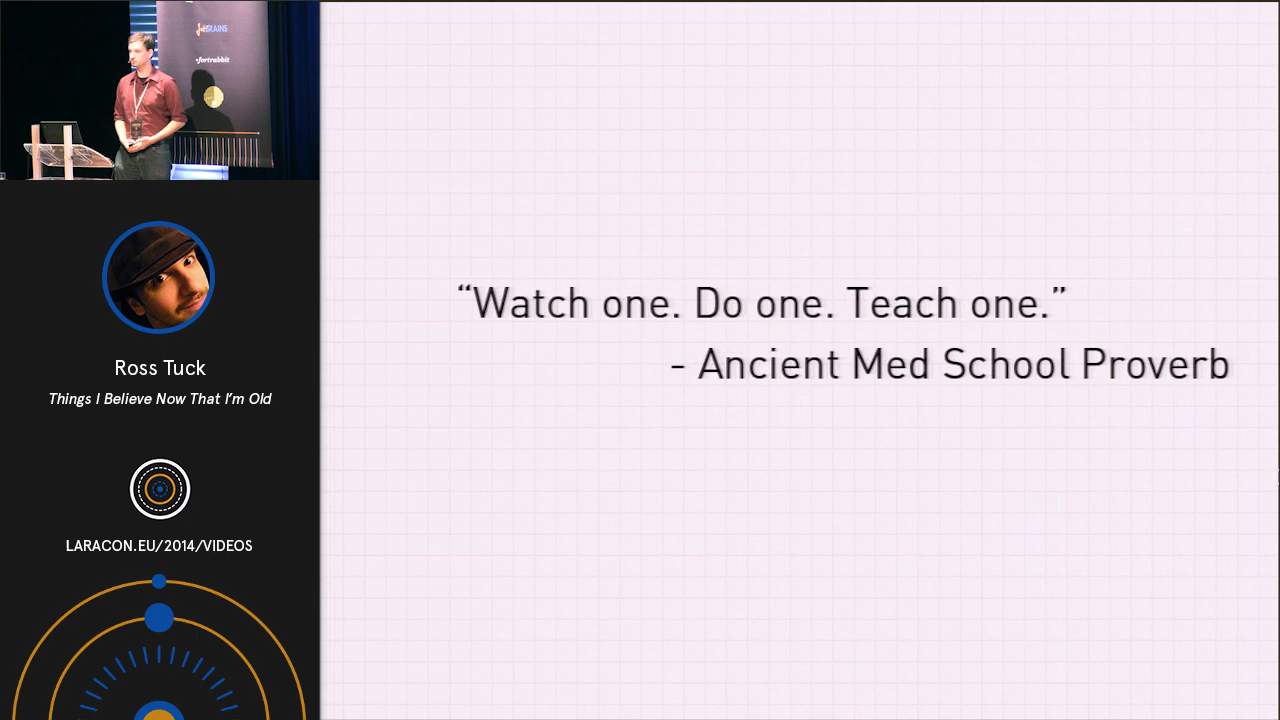 fortrabbit
Ross Tuck
Things I Believe Now That I'm Old
LARACON.EU/2014/VIDEOS
“Watch one. Do one. Teach one.”
- Ancient Med School Proverb